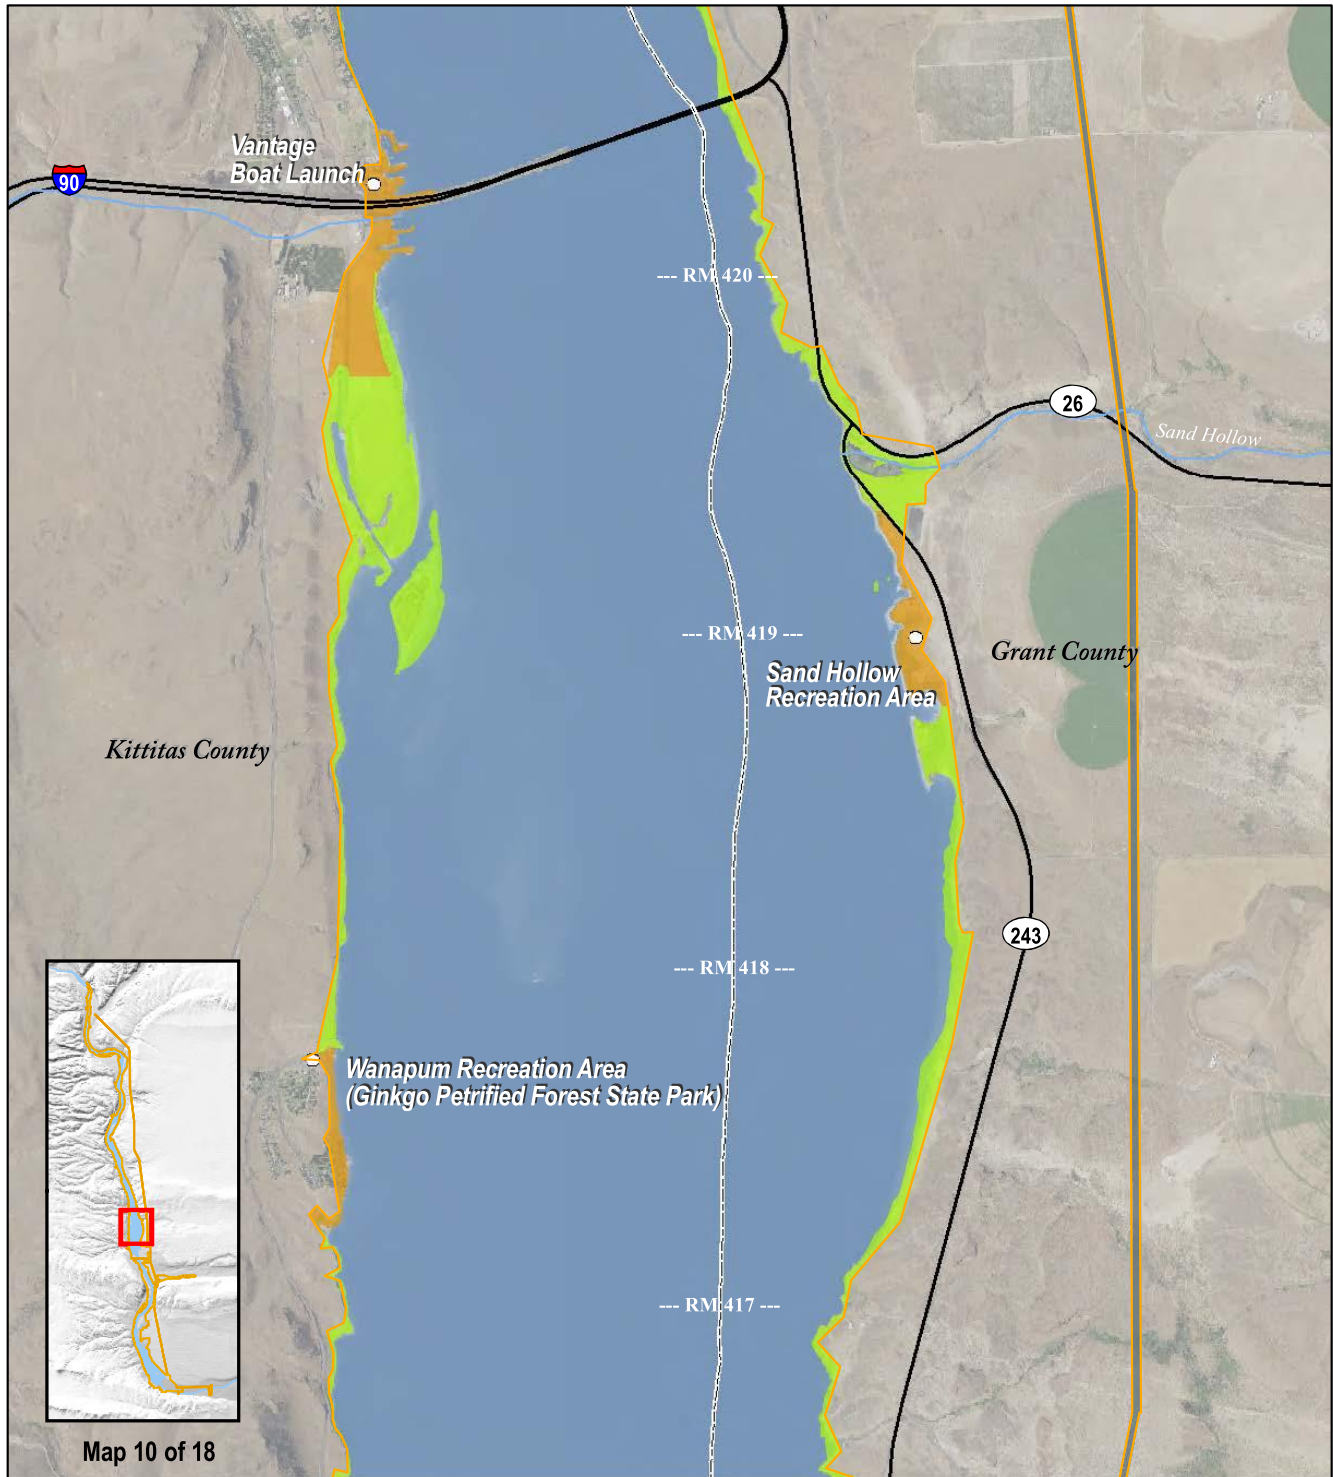 Vantage
Boat Launch
90
--- RM 420 ---
26
Sand Hollow
--- RM 419 ---
Grant County
Sand Hollow
Recreation Area
Kittitas County
243
--- RM 418 ---
Wanapum Recreation Area
(Ginkgo Petrified Forest State Park)
--- RM 417 ---
Map 10 of 18